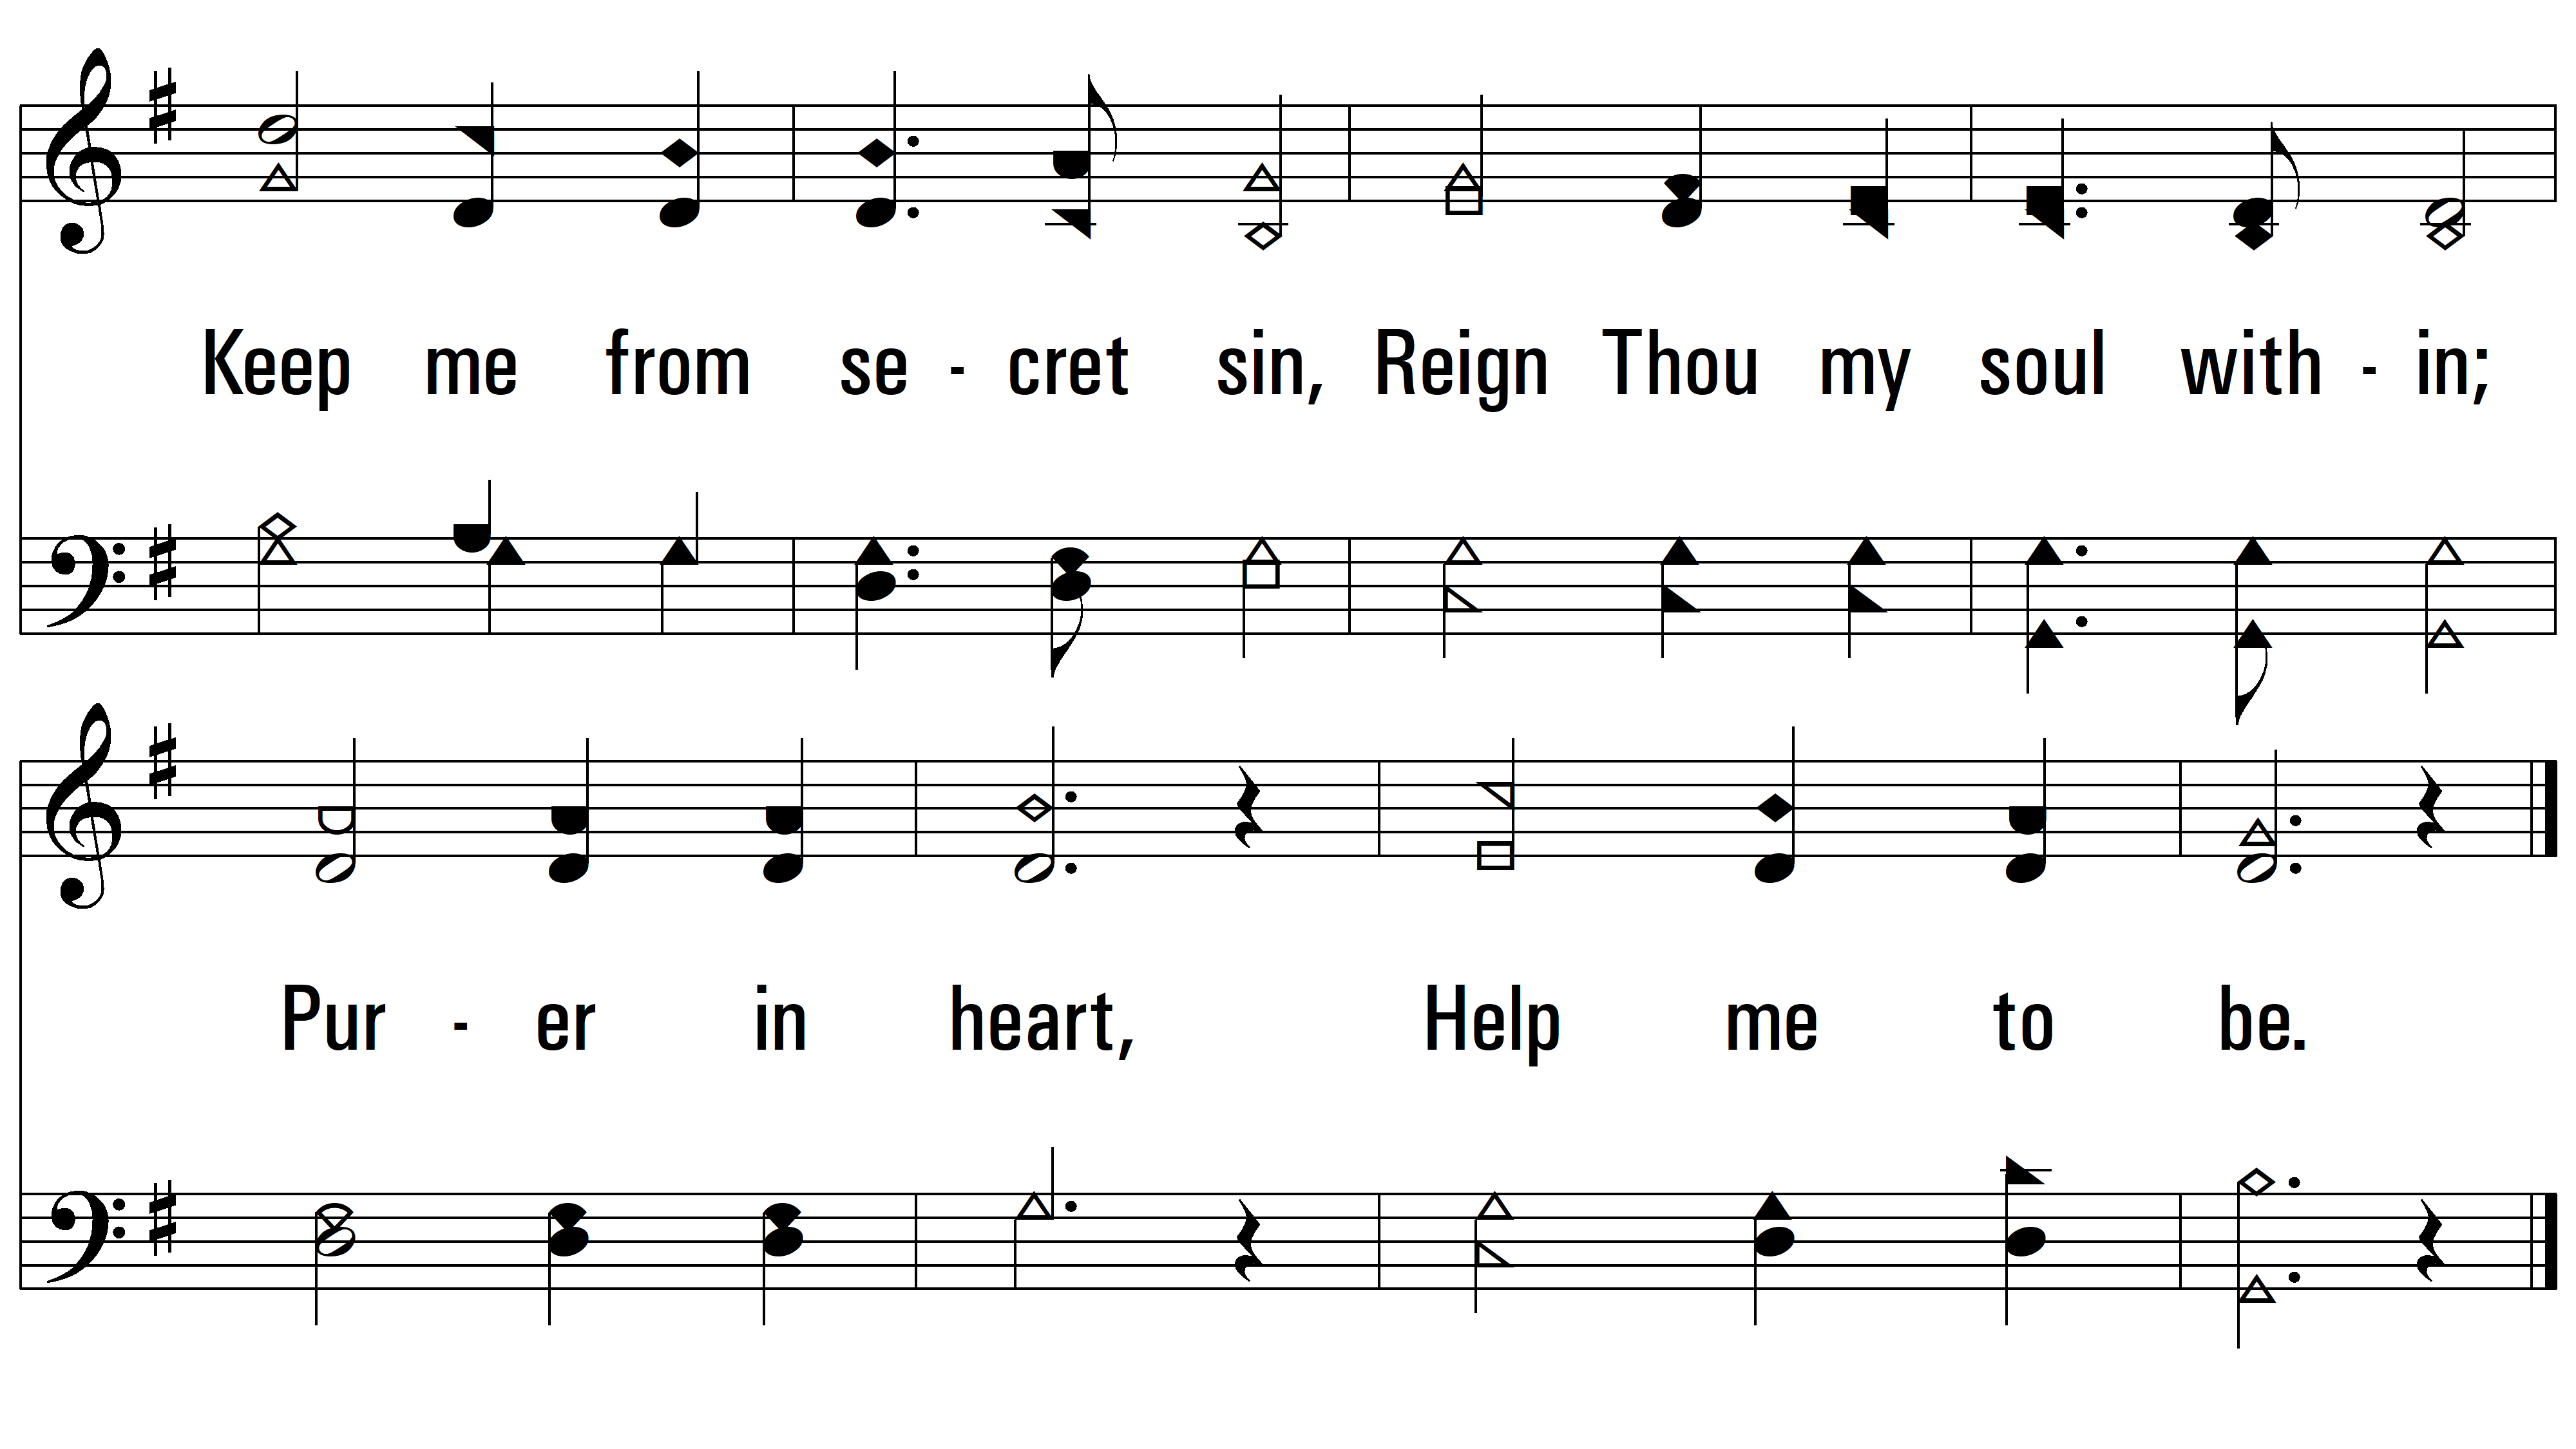 Keep me from se - cret sin, Reign Thou my soul with - in;
Pur - er in heart, Help me to be.